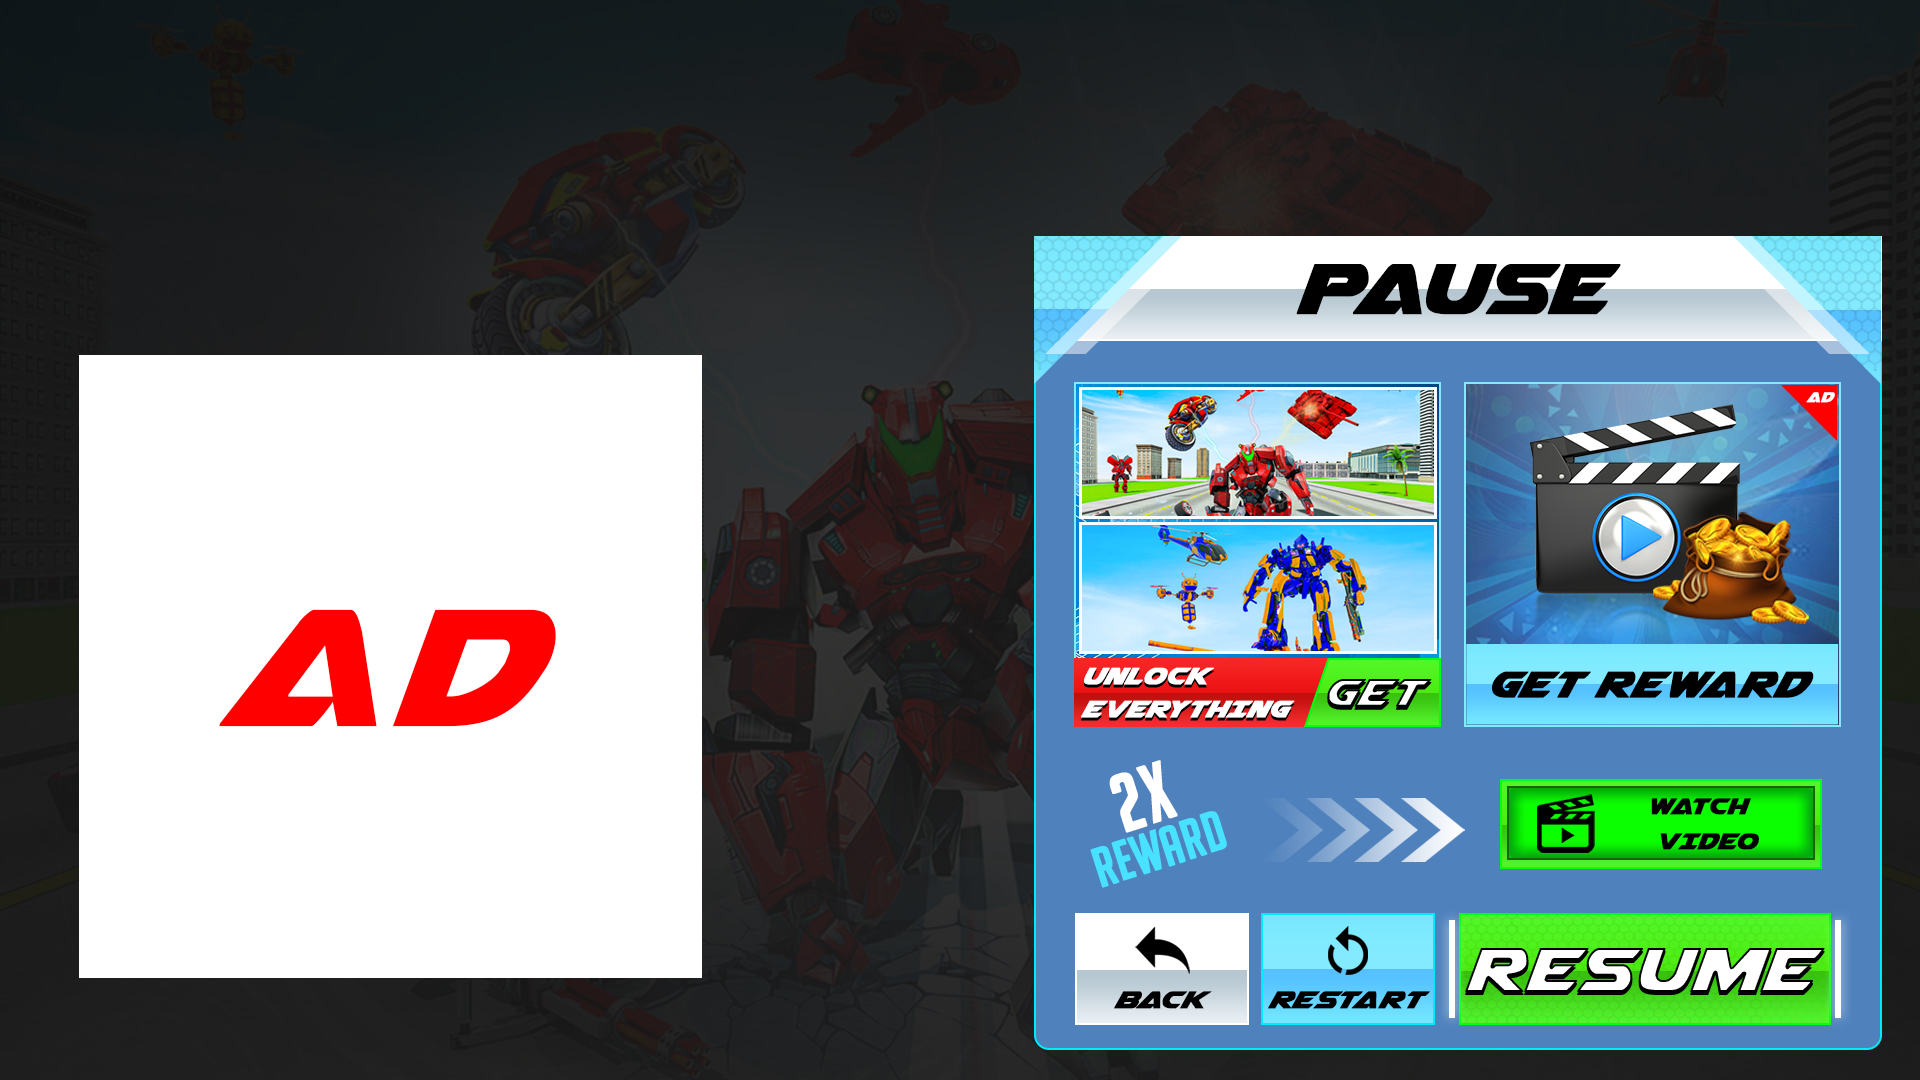 PAUSE
AD
UNLOCK
EVERYTHING
GET
GET REWARD
AD
2X
REWARD
WATCH
VIDEO
BACK
RESTART
RESUME